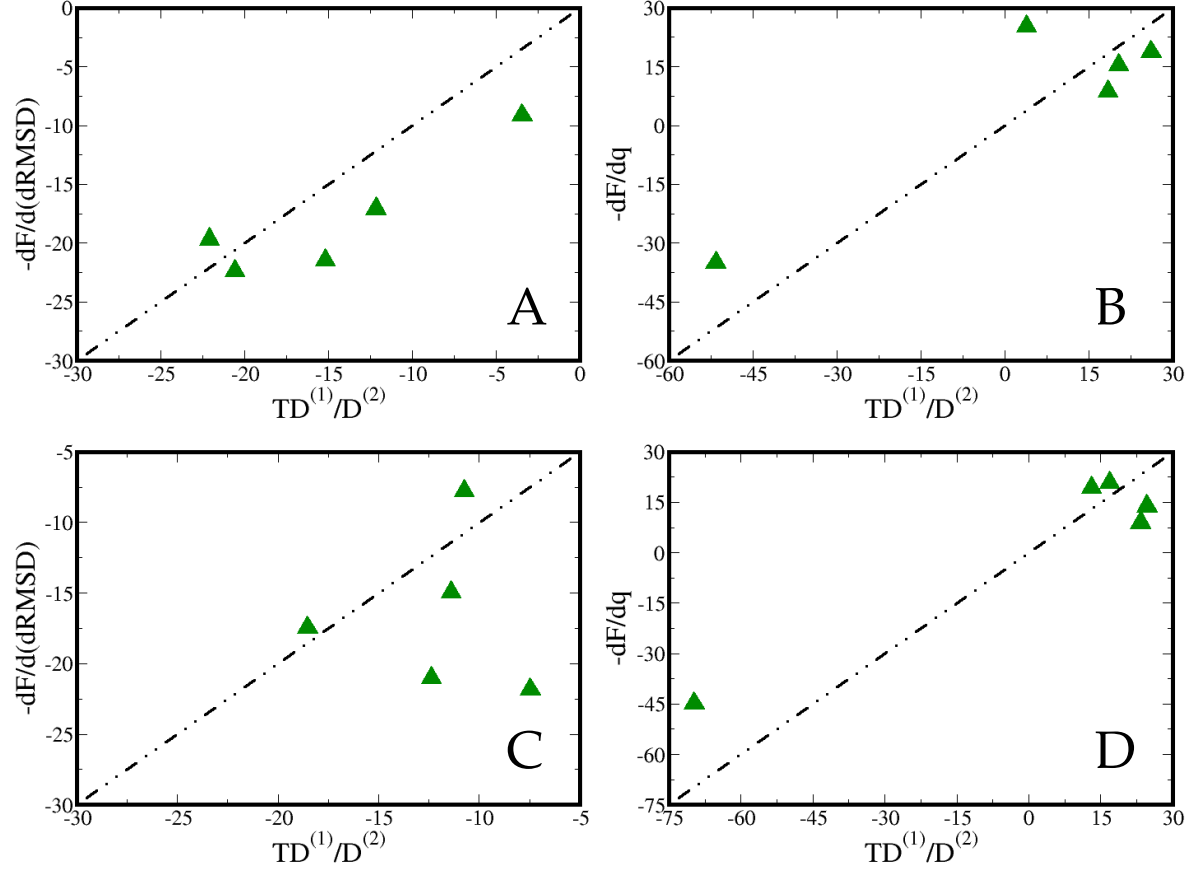 0
-5
-10
-15
-20
-25
-30
-dF/d(dRMSD)
A
-30 -25 -20 -15 -10 -5 0
TD(1)/D(2)
30
15
0
-15
-30
-45
-60
-dF/dq
B
-60 -45 -30 -15 0 15 30
TD(1)/D(2)
-5
-10
-15
-20
-25
-30
-dF/d(dRMSD)
C
-30 -25 -20 -15 -10 -5
TD(1)/D(2)
30
15
0
-15
-30
-45
-60
-75
-dF/dq
D
-75 -60 -45 -30 -15 0 15 30
TD(1)/D(2)